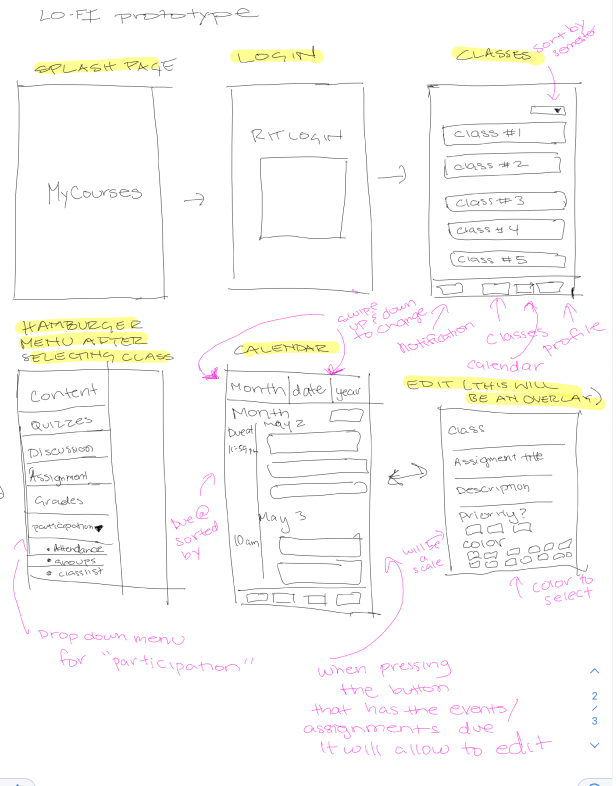 LO-FI prototype
SPLASH PAGE
LOGIN
CLASSES
sort by
semester
MyCourses
RIT LOGIN
class #1
class #2
class #3
class #4
class #5
swipe
up & down
to change
Notification
Classes
calendar
profile
HAMBURGER
MENU AFTER
SELECTING CLASS
Content
QUIZZES
Discussion
Assignment
Grades
participation
• Attendance
• groups
• classlist
Drop down menu
for "participation"
CALENDAR
Month date year
Month
Due at
11:59 pm
May 2
May 3
10am
Due @
sorted
by
EDIT (THIS WILL
BE AN OVERLAY)
class
Assigment title
Description
Priority?
color
will be
a
scale
color to
select
when pressing
the button
that has the events/
assignments due
It will allow to edit
2
/
3